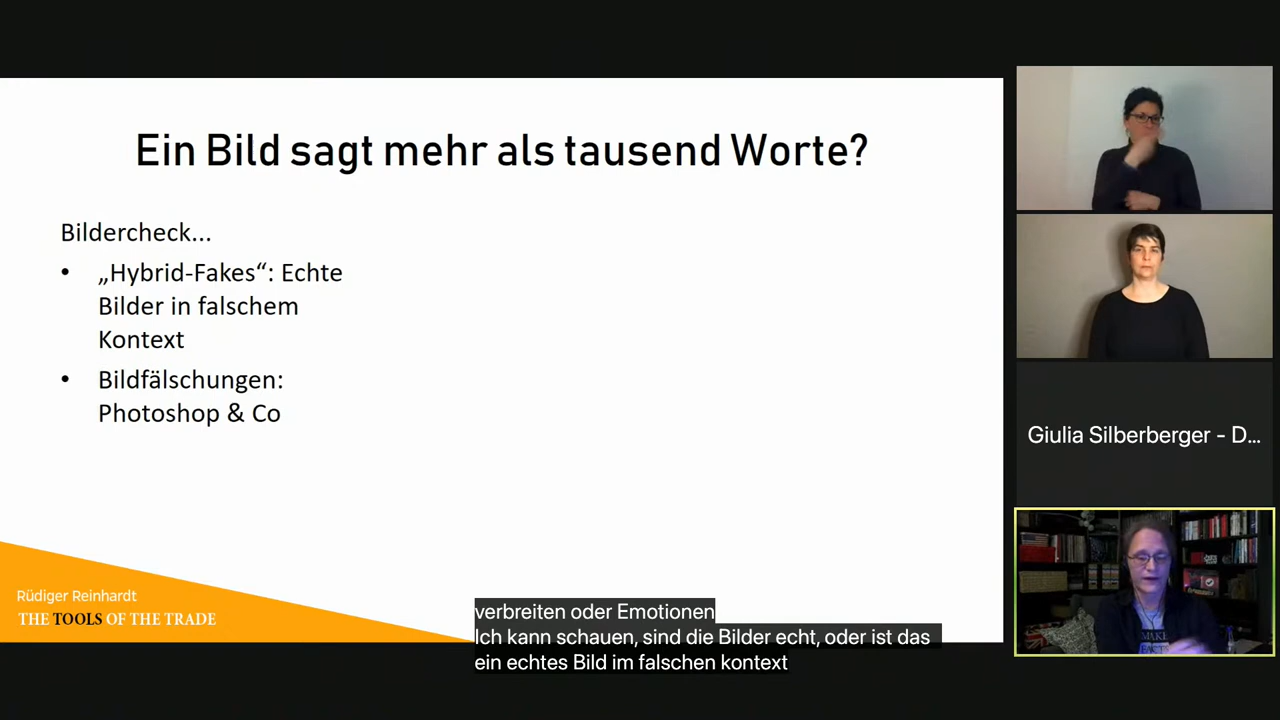 Ein Bild sagt mehr als tausend Worte?
Bildercheck...
• „Hybrid-Fakes“: Echte
Bilder in falschem
Kontext
• Bildfälschungen:
Photoshop & Co
Rüdiger Reinhardt
THE TOOLS OF THE TRADE
verbreiten oder Emotionen
Ich kann schauen, sind die Bilder echt, oder ist das
ein echtes Bild im falschen kontext
Giulia Silberberger - D...
MAKE